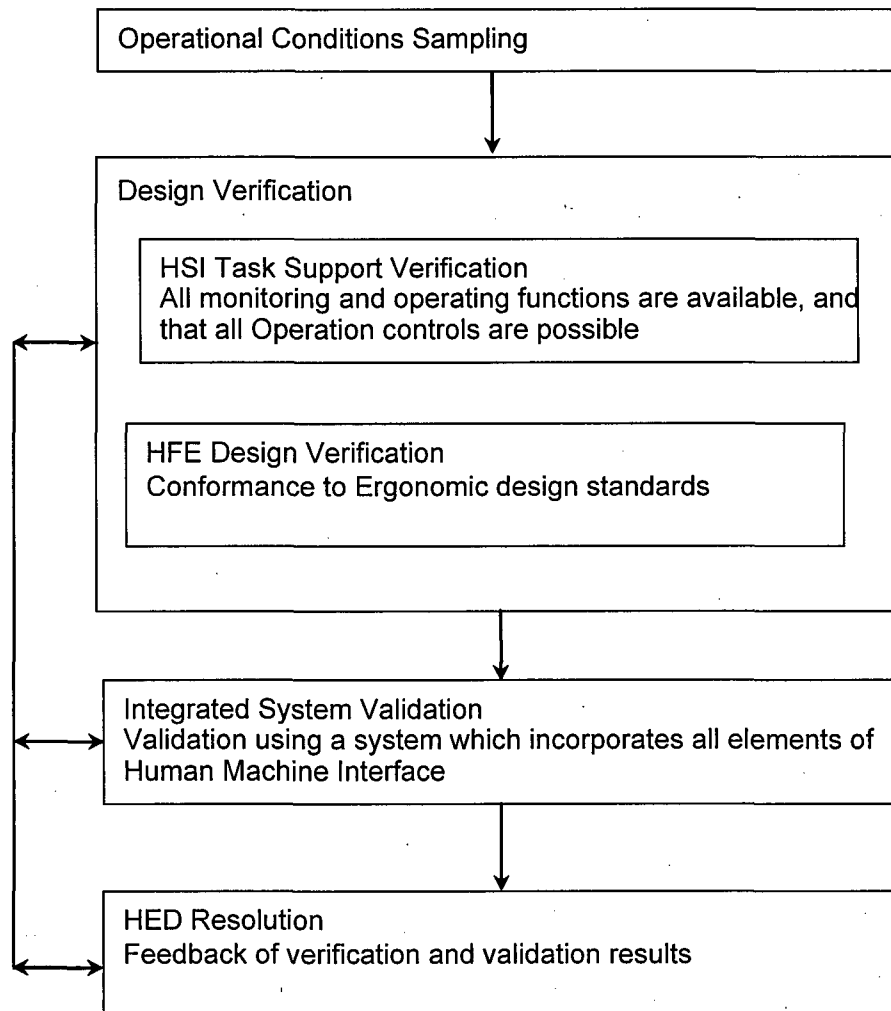 Operational Conditions Sampling
Design Verification
HSI Task Support Verification
All monitoring and operating functions are available, and
that all Operation controls are possible
HFE Design Verification
Conformance to Ergonomic design standards
Integrated System Validation
Validation using a system which incorporates all elements of
Human Machine Interface
HED Resolution
Feedback of verification and validation results